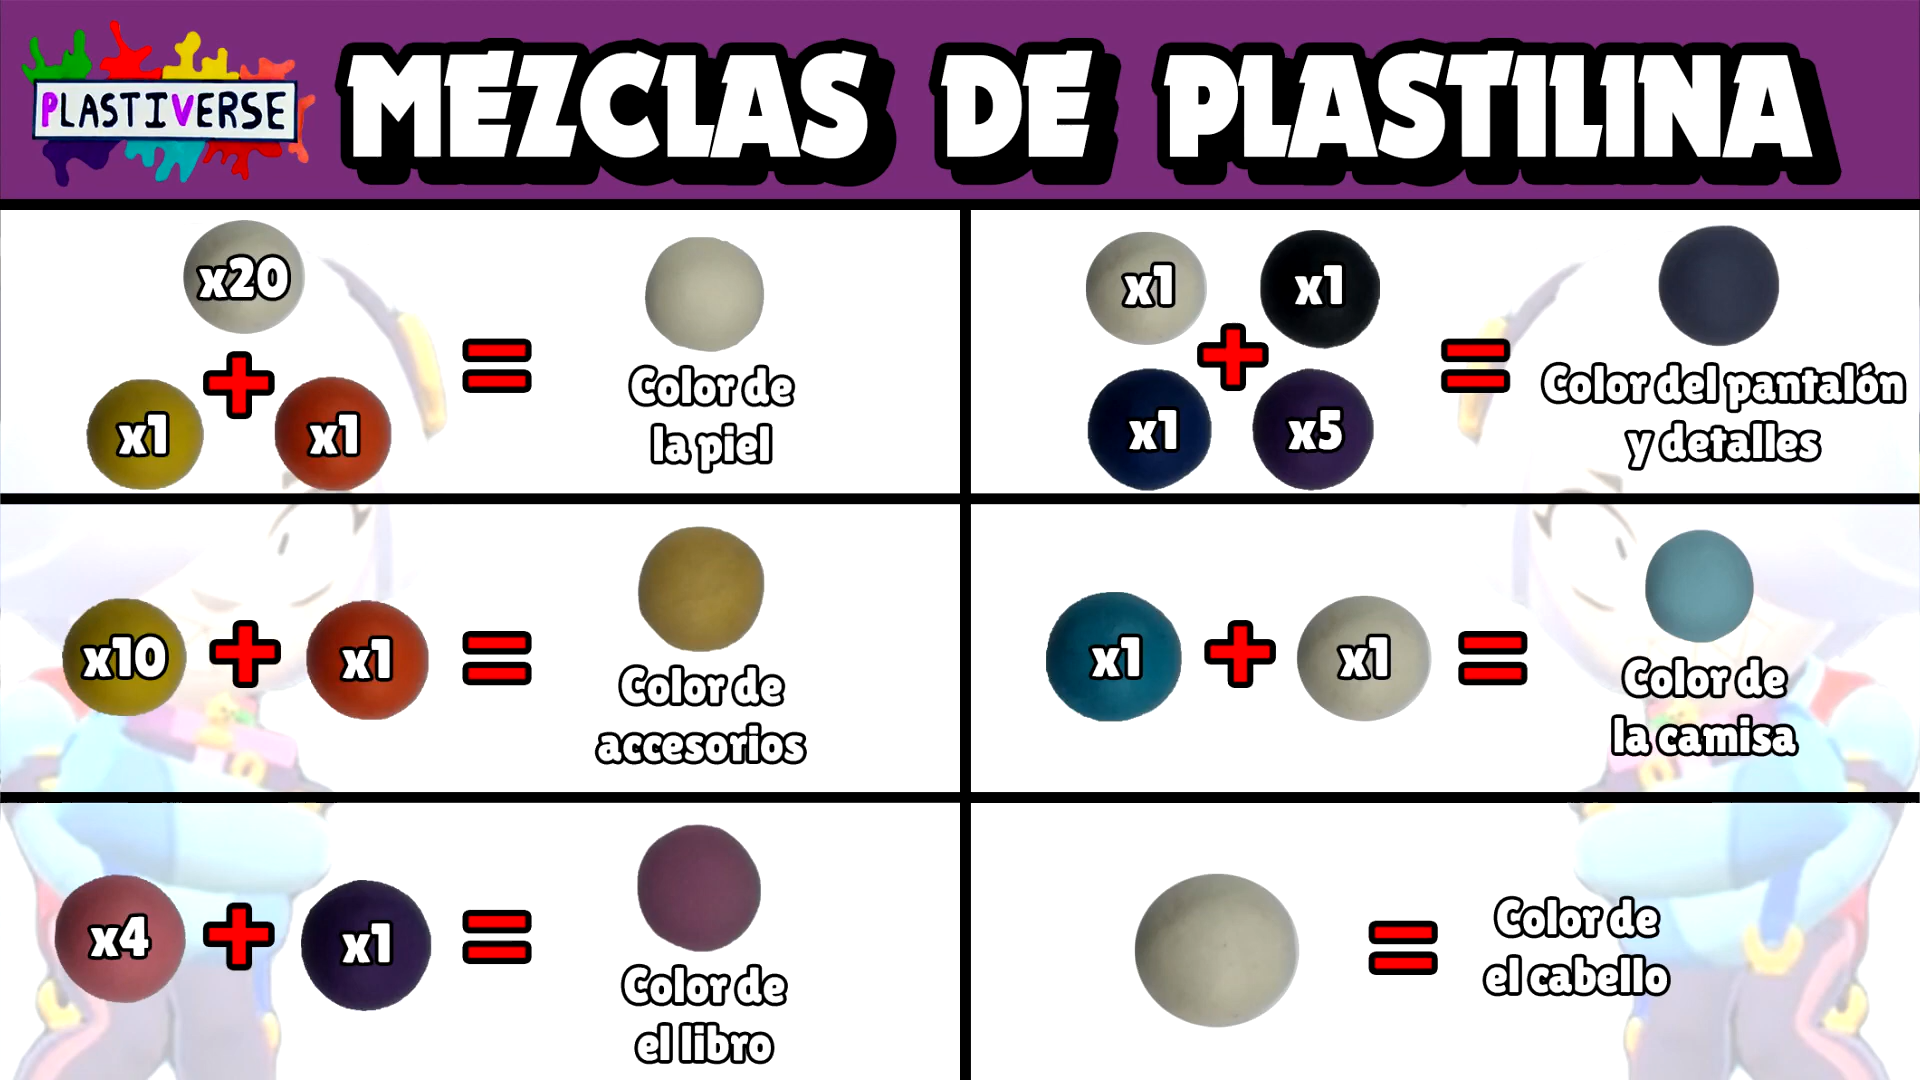 PLASTIVERSE
MEZCLAS DE PLASTILINA
x20
x1
x1
Color de
la piel
x1
x1
x1
x5
Color del pantalón
y detalles
x10
x1
Color de
accesorios
x1
x1
Color de
la camisa
x4
x1
Color de
el libro
Color de
el cabello